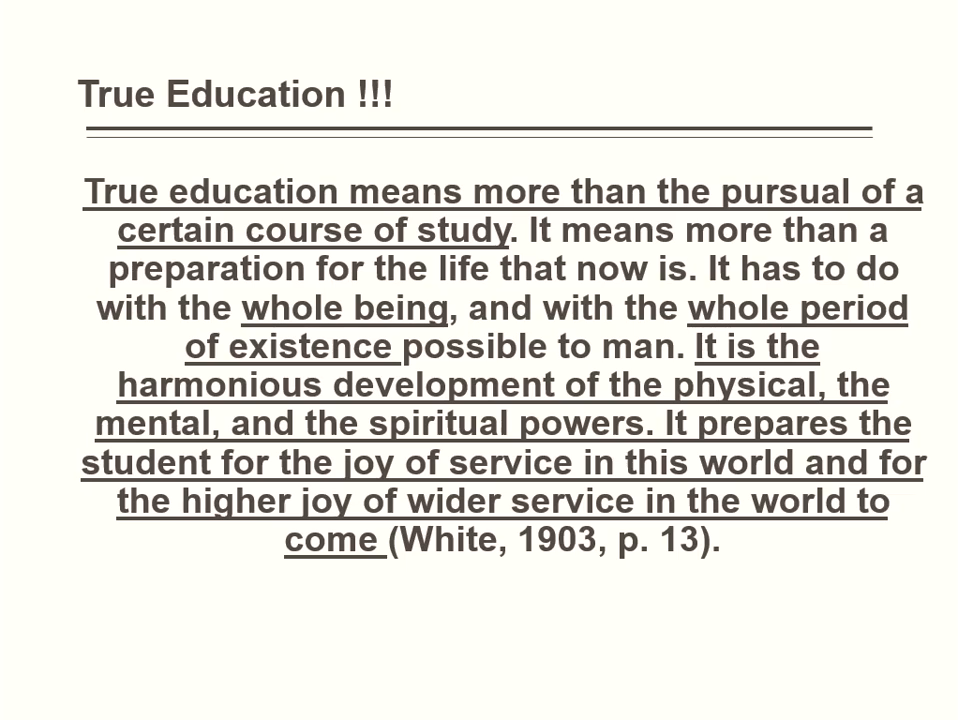 True Education !!!
True education means more than the pursual of a
certain course of study. It means more than a
preparation for the life that now is. It has to do
with the whole being, and with the whole period
of existence possible to man. It is the
harmonious development of the physical, the
mental, and the spiritual powers. It prepares the
student for the joy of service in this world and for
the higher joy of wider service in the world to
come (White, 1903, p. 13).